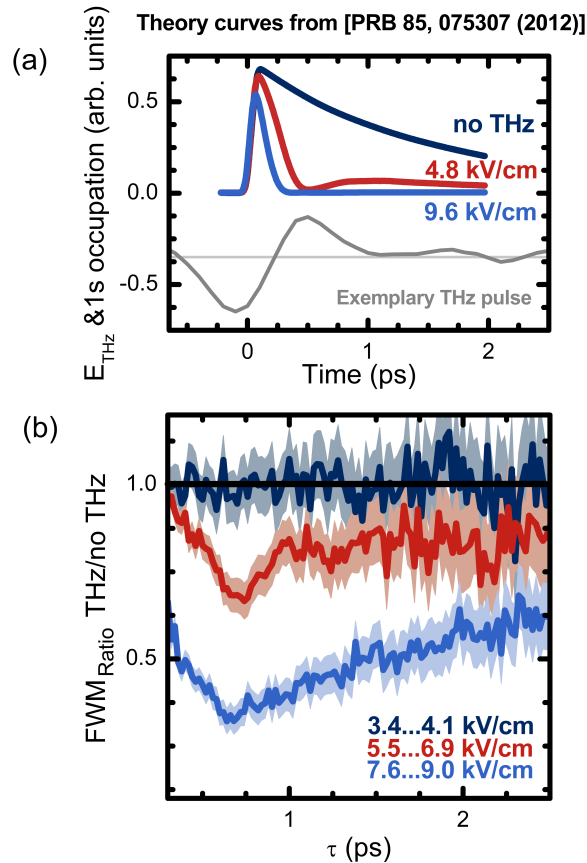 Theory curves from [PRB 85, 075307 (2012)]
(a)
E_THz &1s occupation (arb. units)
0.5
0.0
-0.5
no THz
4.8 kV/cm
9.6 kV/cm
Exemplary THz pulse
0 1 2
Time (ps)
(b)
FWM_Ratio THz/no THz
1.0
0.5
3.4...4.1 kV/cm
5.5...6.9 kV/cm
7.6...9.0 kV/cm
1 2
τ (ps)